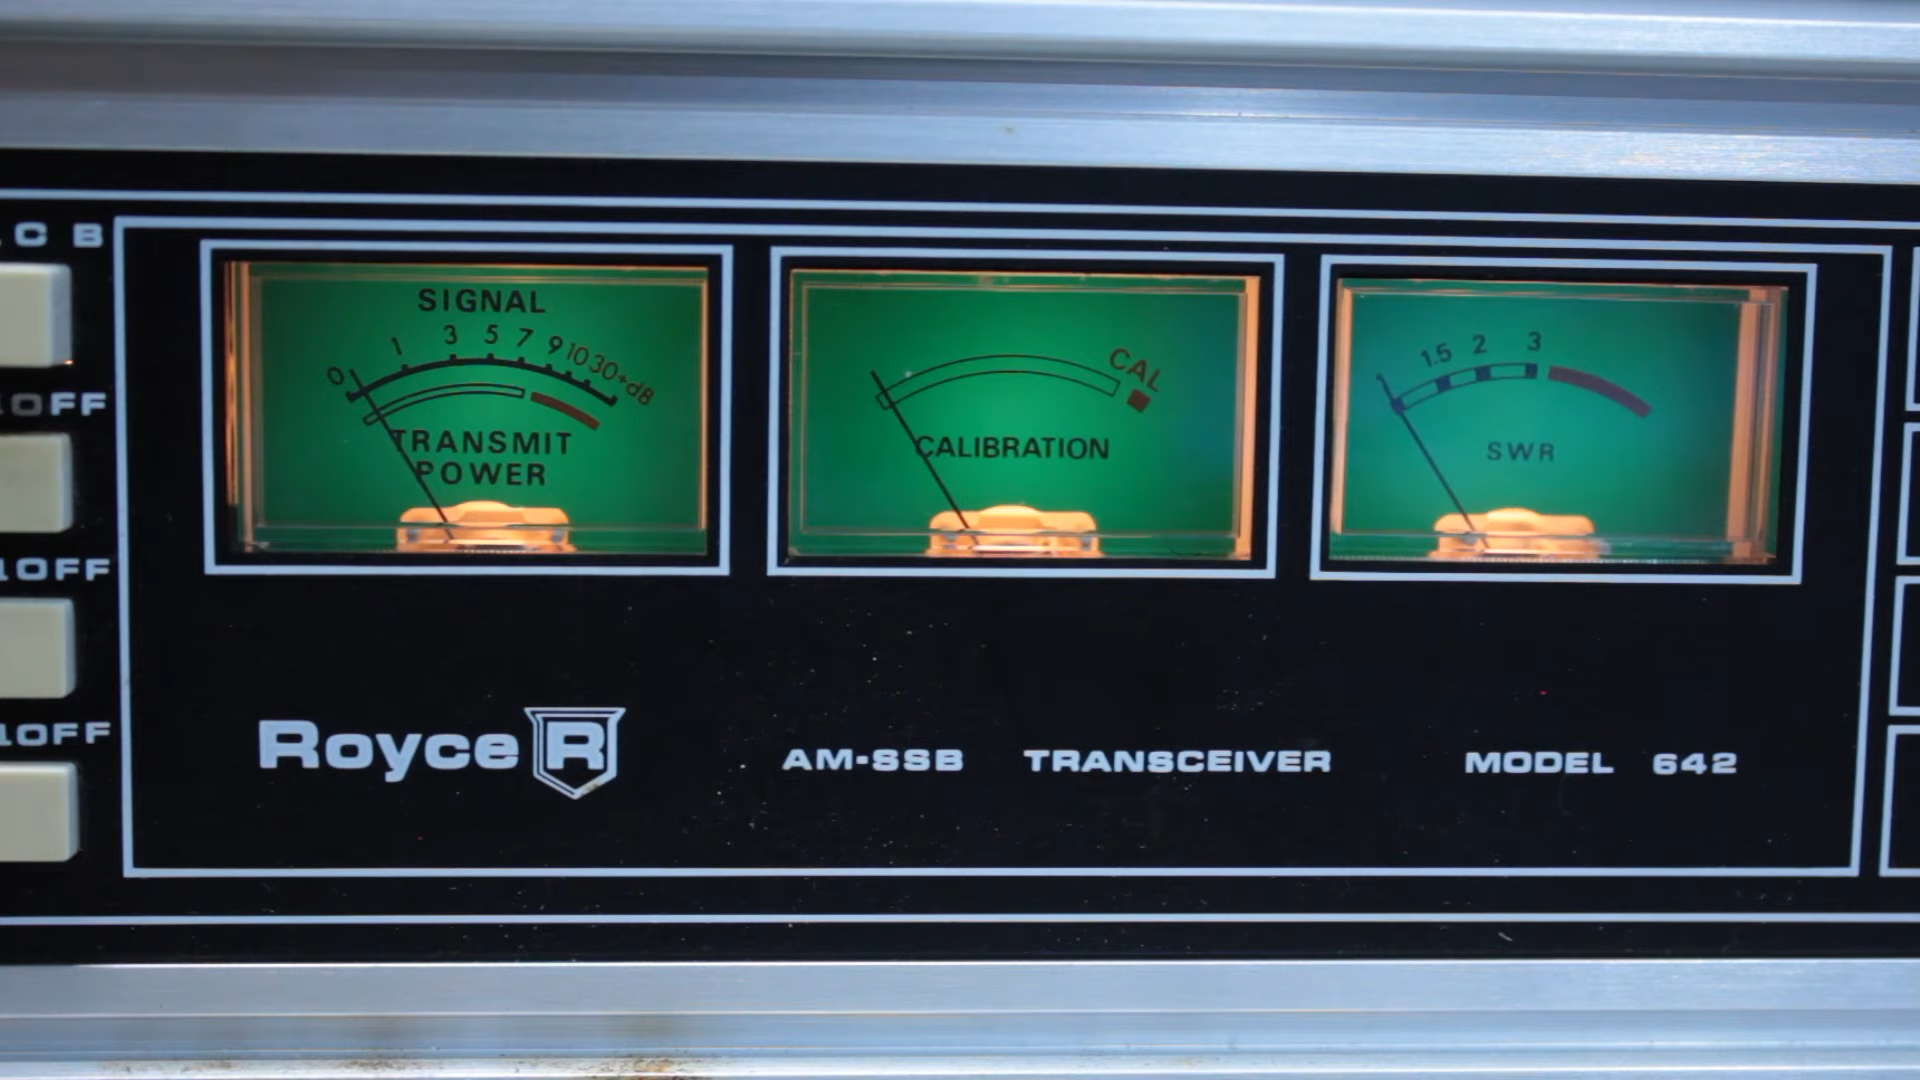 C B
OFF
OFF
OFF
SIGNAL
0 1 3 5 7 9 10 30+dB
TRANSMIT
POWER
CAL
CALIBRATION
1.5 2 3
SWR
Royce R
AM-SSB TRANSCEIVER MODEL 642